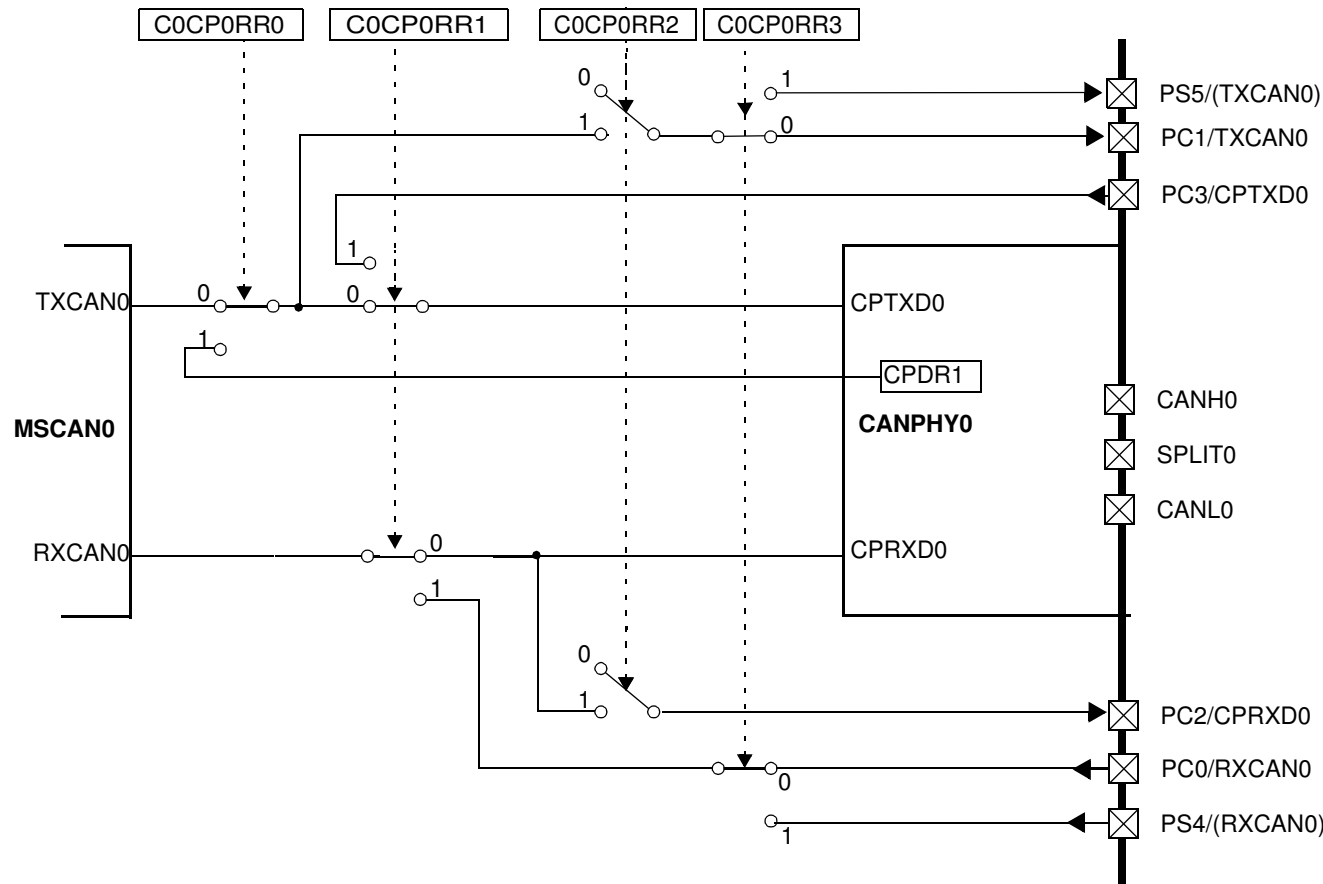 C0CP0RR0 C0CP0RR1 C0CP0RR2 C0CP0RR3
0
1
PS5/(TXCAN0)
1
0
PC1/TXCAN0
PC3/CPTXD0
1
TXCAN0
0
0
CPTXD0
1
CPDR1
MSCAN0
CANPHY0
CANH0
SPLIT0
CANL0
RXCAN0
0
CPRXD0
1
0
1
PC2/CPRXD0
0
PC0/RXCAN0
1
PS4/(RXCAN0)